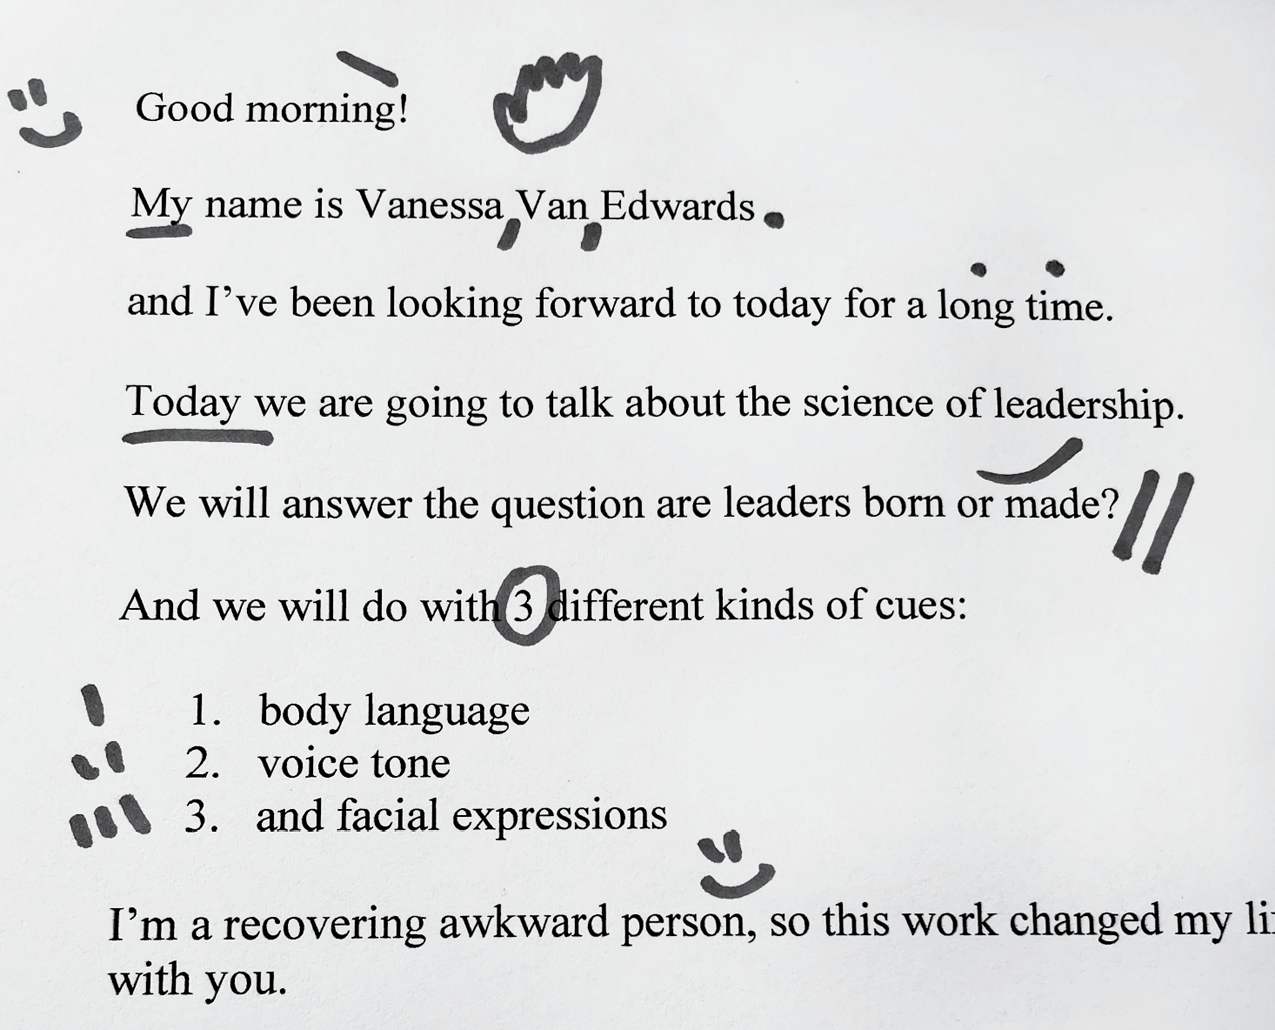 Good morning!
My name is Vanessa, Van, Edwards.
and I've been looking forward to today for a long time.
Today we are going to talk about the science of leadership.
We will answer the question are leaders born or made?
And we will do with 3 different kinds of cues:
1. body language
2. voice tone
3. and facial expressions
I'm a recovering awkward person, so this work changed my
with you.